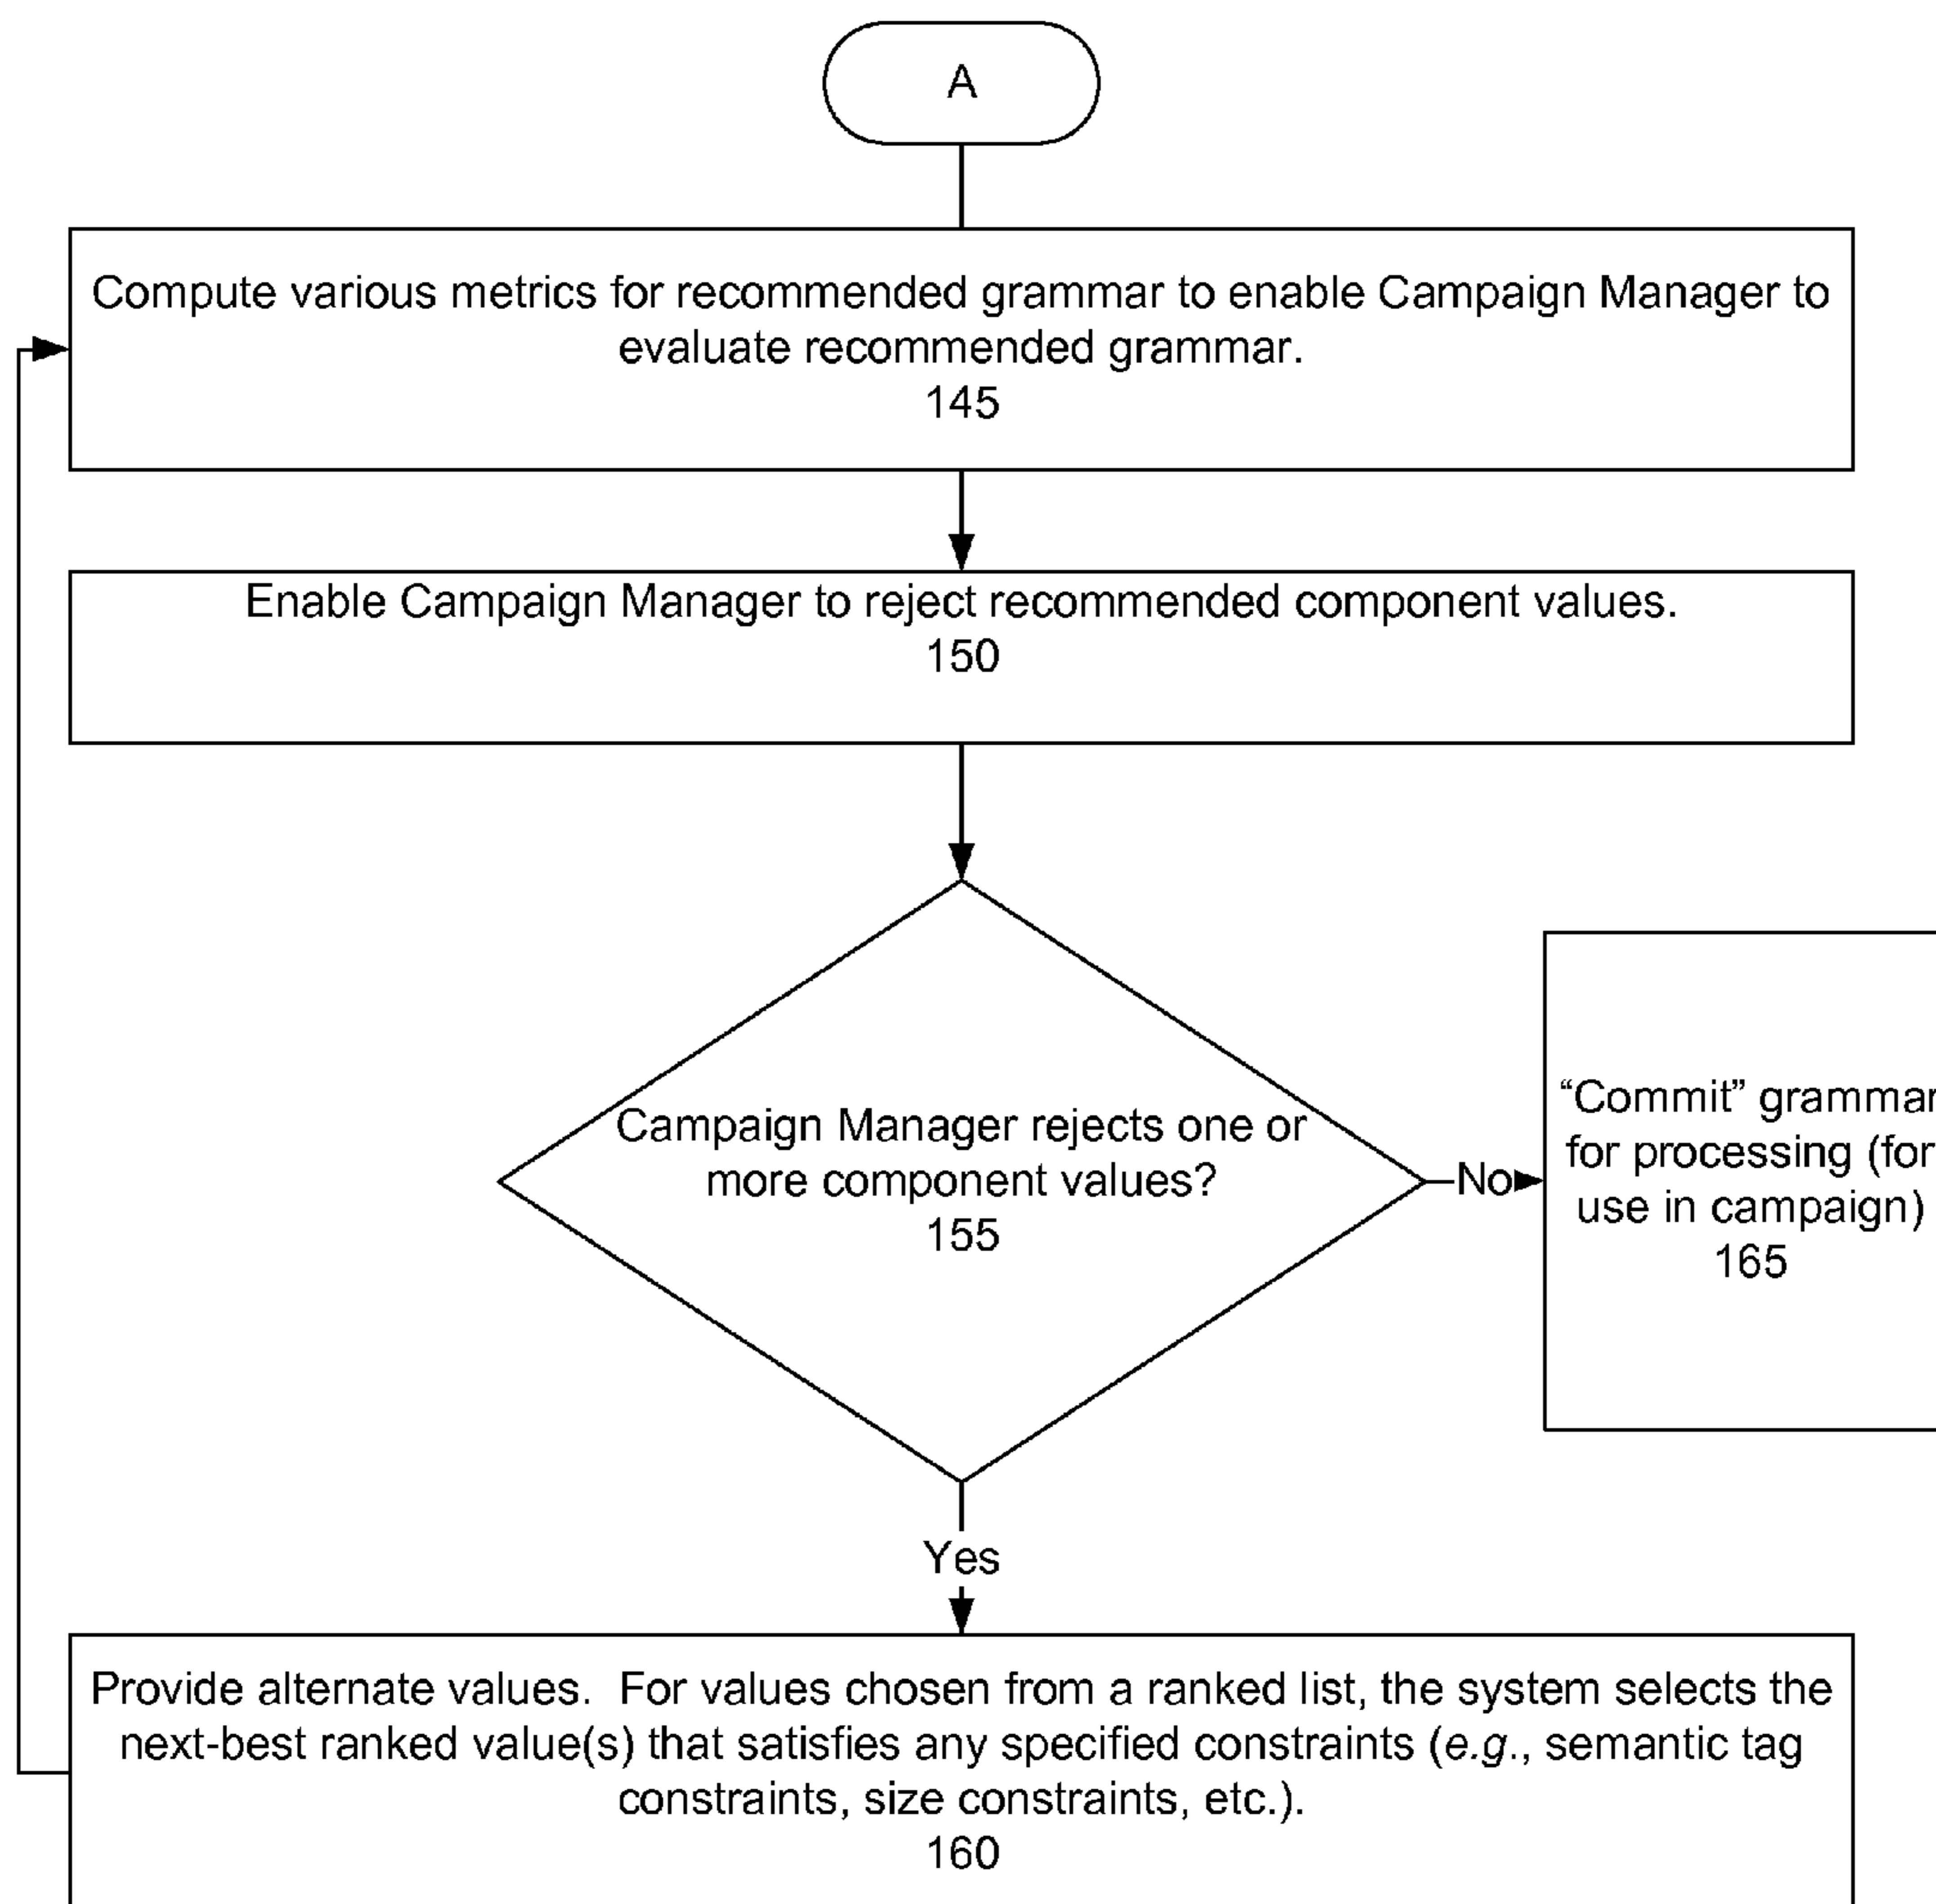 A
Compute various metrics for recommended grammar to enable Campaign Manager to
evaluate recommended grammar.
145
Enable Campaign Manager to reject recommended component values.
150
Campaign Manager rejects one or
more component values?
155
No
“Commit” grammar
for processing (for
use in campaign)
165
Yes
Provide alternate values.  For values chosen from a ranked list, the system selects the
next-best ranked value(s) that satisfies any specified constraints (e.g., semantic tag
constraints, size constraints, etc.).
160